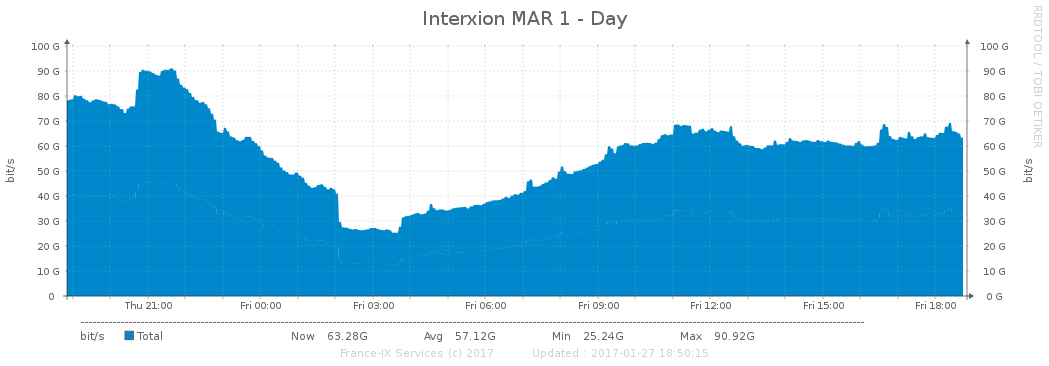 Interxion MAR 1 - Day
RRDTOOL / TOBI OETIKER
bit/s
100 G
90 G
80 G
70 G
60 G
50 G
40 G
30 G
20 G
10 G
0
100 G
90 G
80 G
70 G
60 G
50 G
40 G
30 G
20 G
10 G
0 G
bit/s
Thu 21:00 Fri 00:00 Fri 03:00 Fri 06:00 Fri 09:00 Fri 12:00 Fri 15:00 Fri 18:00
bit/s Total Now 63.28G Avg 57.12G Min 25.24G Max 90.92G
France-IX Services (c) 2017 Updated : 2017-01-27 18:50:15